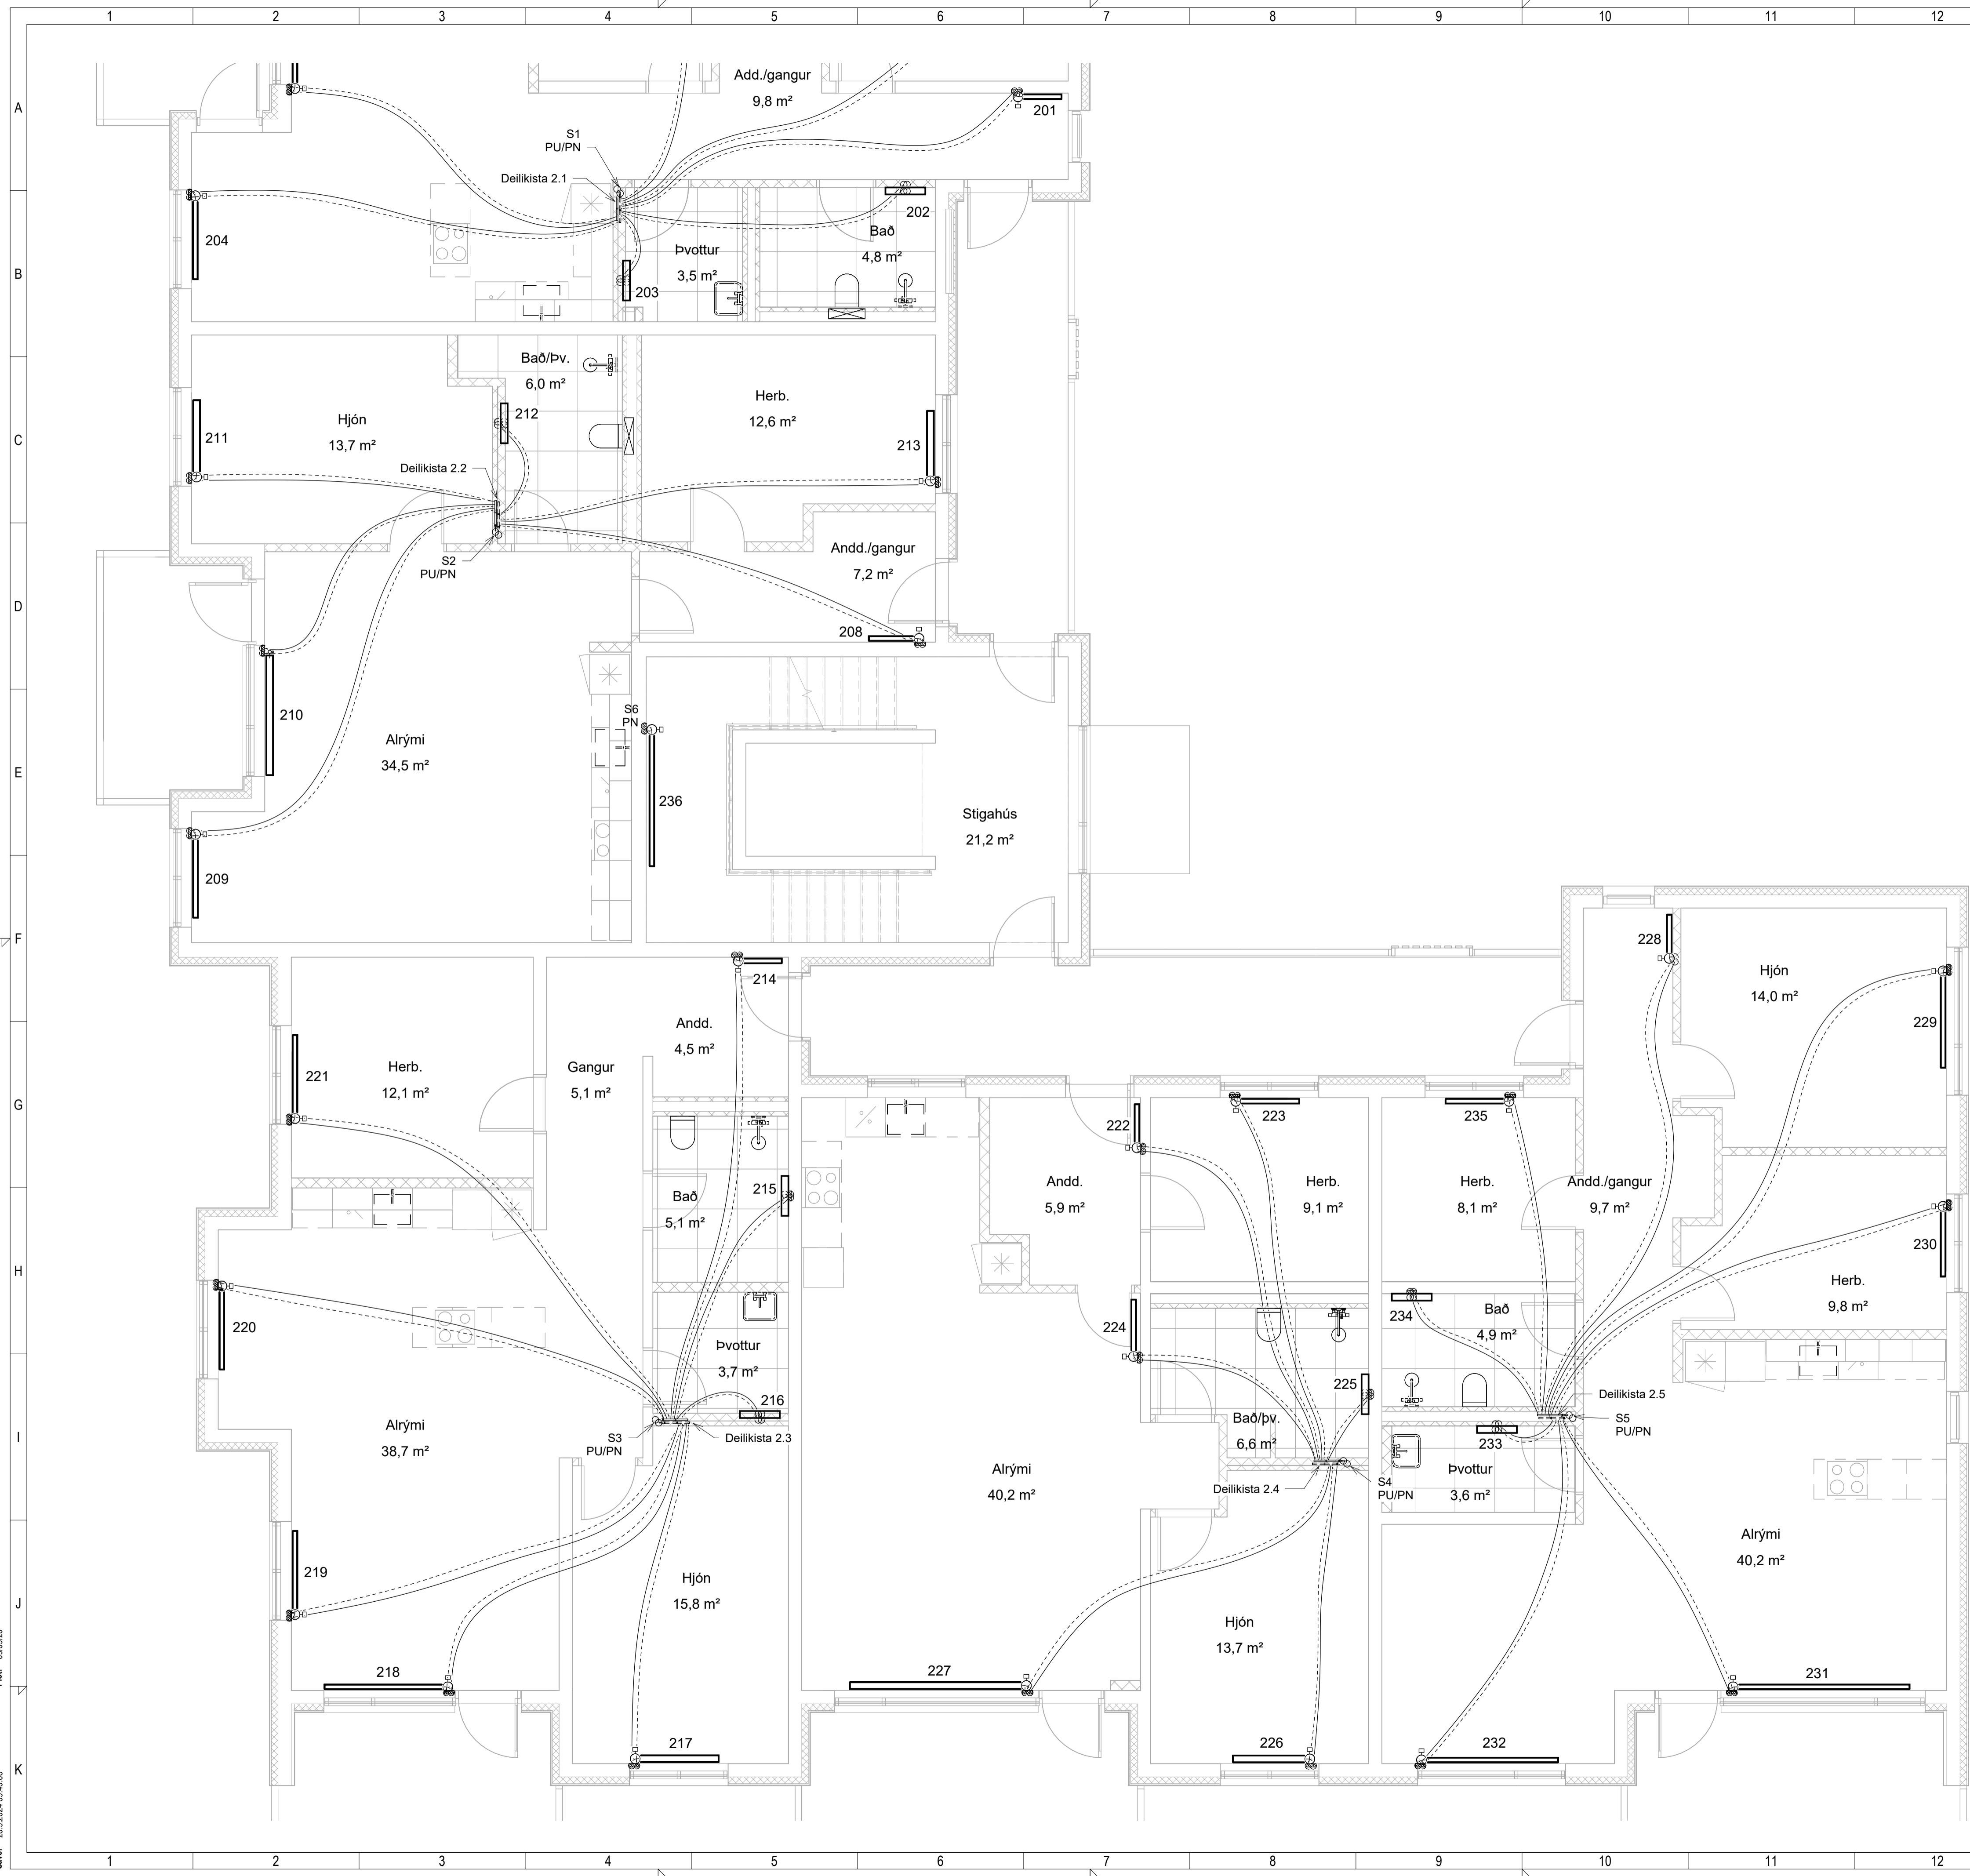 1 2 3 4 5 6 7 8 9 10 11 12
A
Add./gangur
9,8 m²
201
S1
PU/PN
Deilikista 2.1
202
Bað
4,8 m²
204
B
Þvottur
3,5 m²
203
Bað/Þv.
6,0 m²
Hjón
13,7 m²
212
Herb.
12,6 m²
211
C
213
Deilikista 2.2
S2
PU/PN
Andd./gangur
7,2 m²
D
208
210
S6
PN
Alrými
34,5 m²
E
236
Stigahús
21,2 m²
209
F
228
214
Hjón
14,0 m²
229
Andd.
4,5 m²
221
Herb.
12,1 m²
Gangur
5,1 m²
G
222
223
235
215
Bað
5,1 m²
Andd.
5,9 m²
Herb.
9,1 m²
Herb.
8,1 m²
Andd./gangur
9,7 m²
230
H
Herb.
9,8 m²
234
Bað
4,9 m²
220
224
Þvottur
3,7 m²
216
225
Deilikista 2.5
Alrými
38,7 m²
S3
PU/PN
Deilikista 2.3
Bað/þv.
6,6 m²
S5
PU/PN
I
233
Alrými
40,2 m²
Þvottur
3,6 m²
Deilikista 2.4
S4
PU/PN
Alrými
40,2 m²
219
Hjón
15,8 m²
J
Hjón
13,7 m²
218
227
231
217
226
232
K
1 2 3 4 5 6 7 8 9 10 11 12